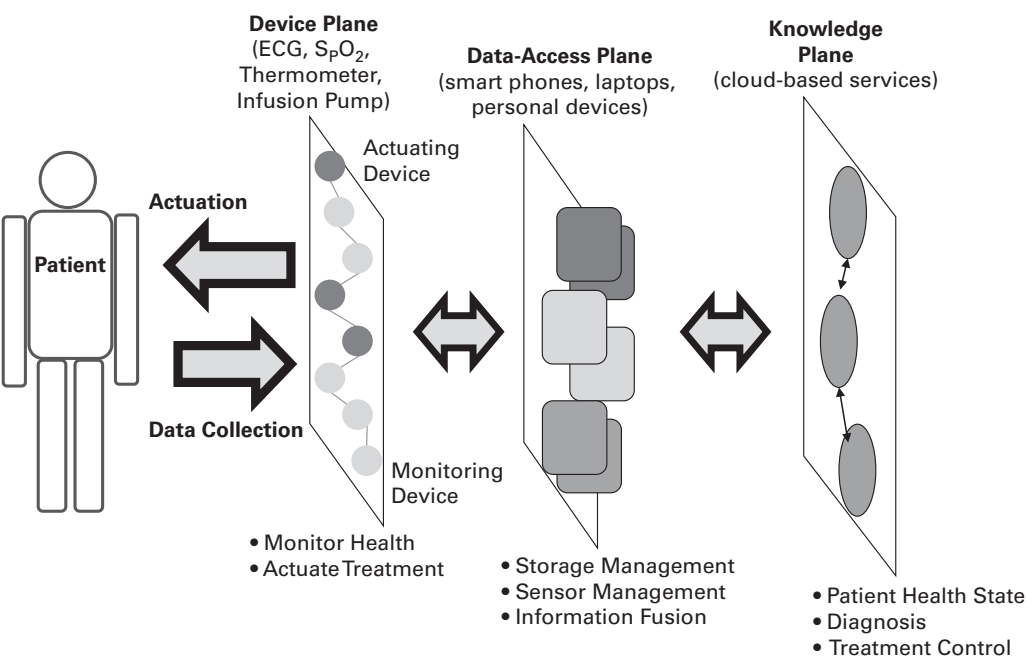 Device Plane
(ECG, SPO2,
Thermometer,
Infusion Pump)
Data-Access Plane
(smart phones, laptops,
personal devices)
Knowledge
Plane
(cloud-based services)
Actuating
Device
Actuation
Patient
Data Collection
Monitoring
Device
• Monitor Health
• Actuate Treatment
• Storage Management
• Sensor Management
• Information Fusion
• Patient Health State
• Diagnosis
• Treatment Control